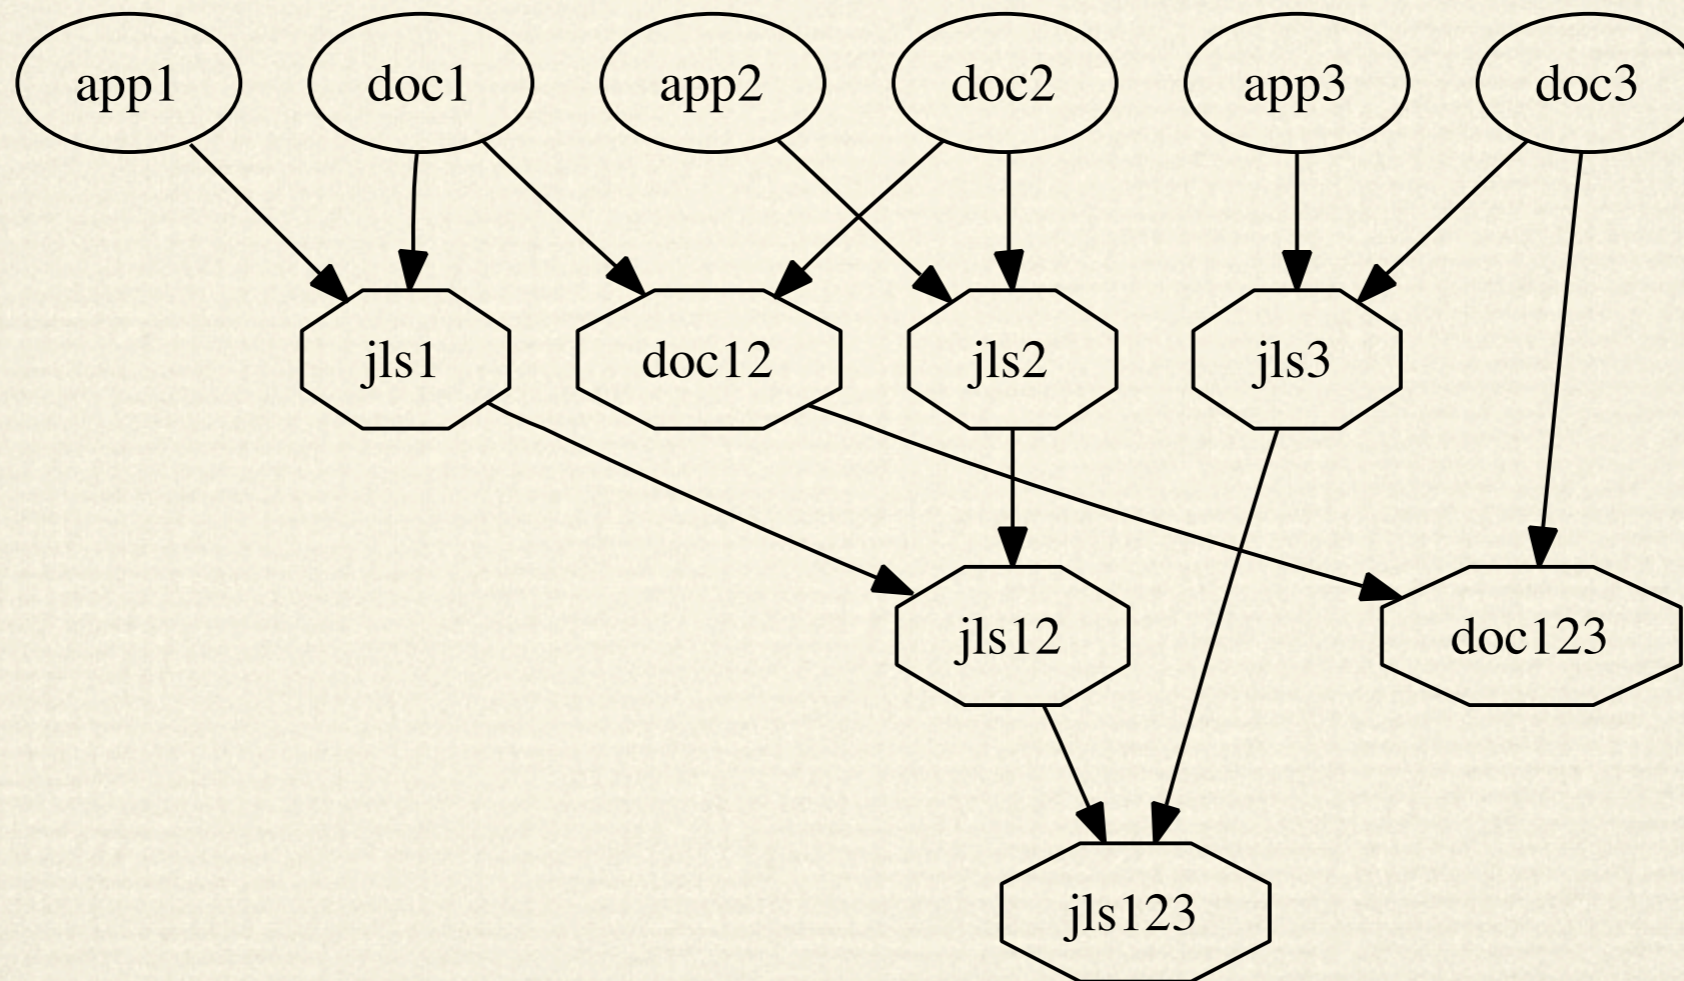 app1 doc1 app2 doc2 app3 doc3
jls1 doc12 jls2 jls3
jls12 doc123
jls123